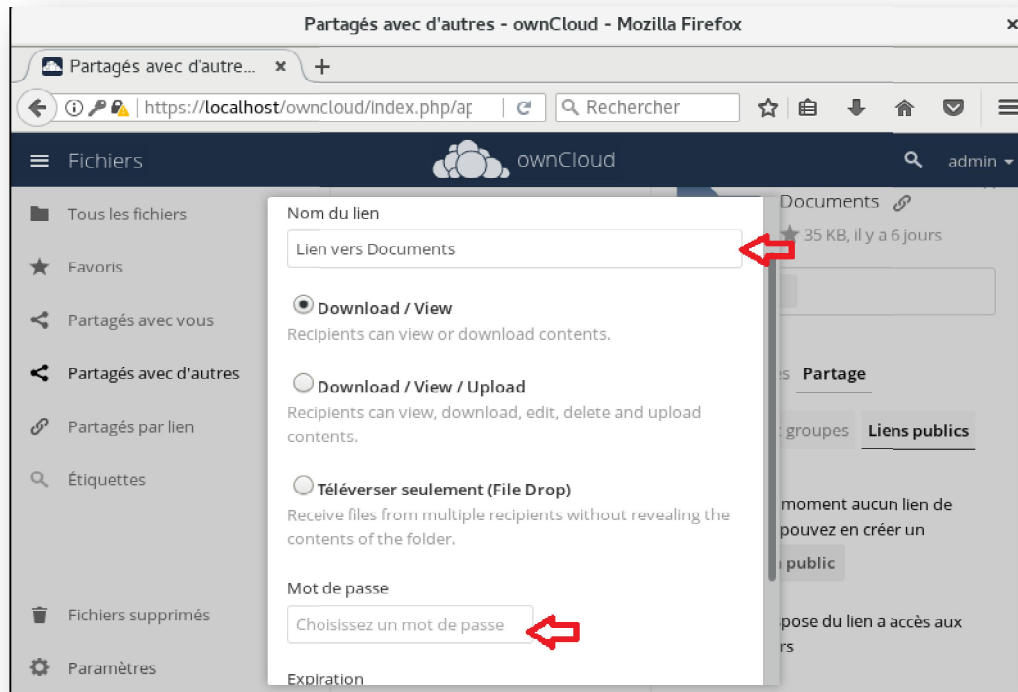 Partagés avec d'autres - ownCloud - Mozilla Firefox
Partagés avec d'autre...
https://localhost/owncloud/index.php/ap
Rechercher
Fichiers
ownCloud
admin
Tous les fichiers
Favoris
Partagés avec vous
Partagés avec d'autres
Partagés par lien
Étiquettes
Fichiers supprimés
Paramètres
Nom du lien
Lien vers Documents
Download / View
Recipients can view or download contents.
Download / View / Upload
Recipients can view, download, edit, delete and upload
contents.
Téléverser seulement (File Drop)
Receive files from multiple recipients without revealing the
contents of the folder.
Mot de passe
Choisissez un mot de passe
Expiration
Documents
35 KB, il y a 6 jours
Partage
groupes Liens publics
moment aucun lien de
pouvez en créer un
public
pose du lien a accès aux
rs